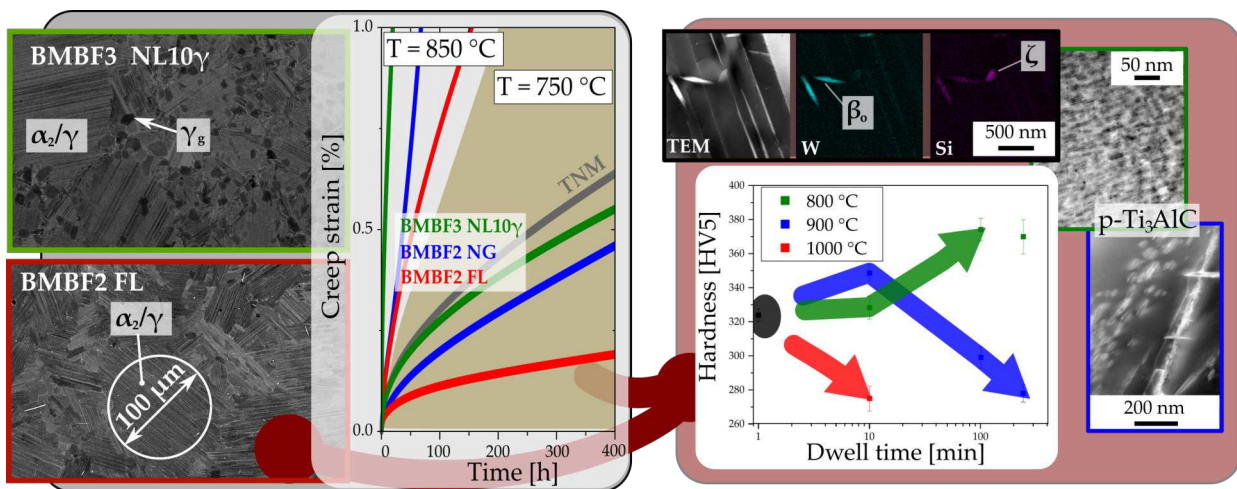 BMBF3 NL10γ
α₂/γ
γg
BMBF2 FL
α₂/γ
100 μm
Creep strain [%]
1.0
0.5
0.0
T = 850 °C
T = 750 °C
TNM
BMBF3 NL10γ
BMBF2 NG
BMBF2 FL
0 100 200 300 400
Time [h]
TEM
W
βₒ
Si
ζ
500 nm
50 nm
p-Ti₃AlC
200 nm
Hardness [HV5]
400
380
360
340
320
300
280
260
800 °C
900 °C
1000 °C
1 10 100
Dwell time [min]